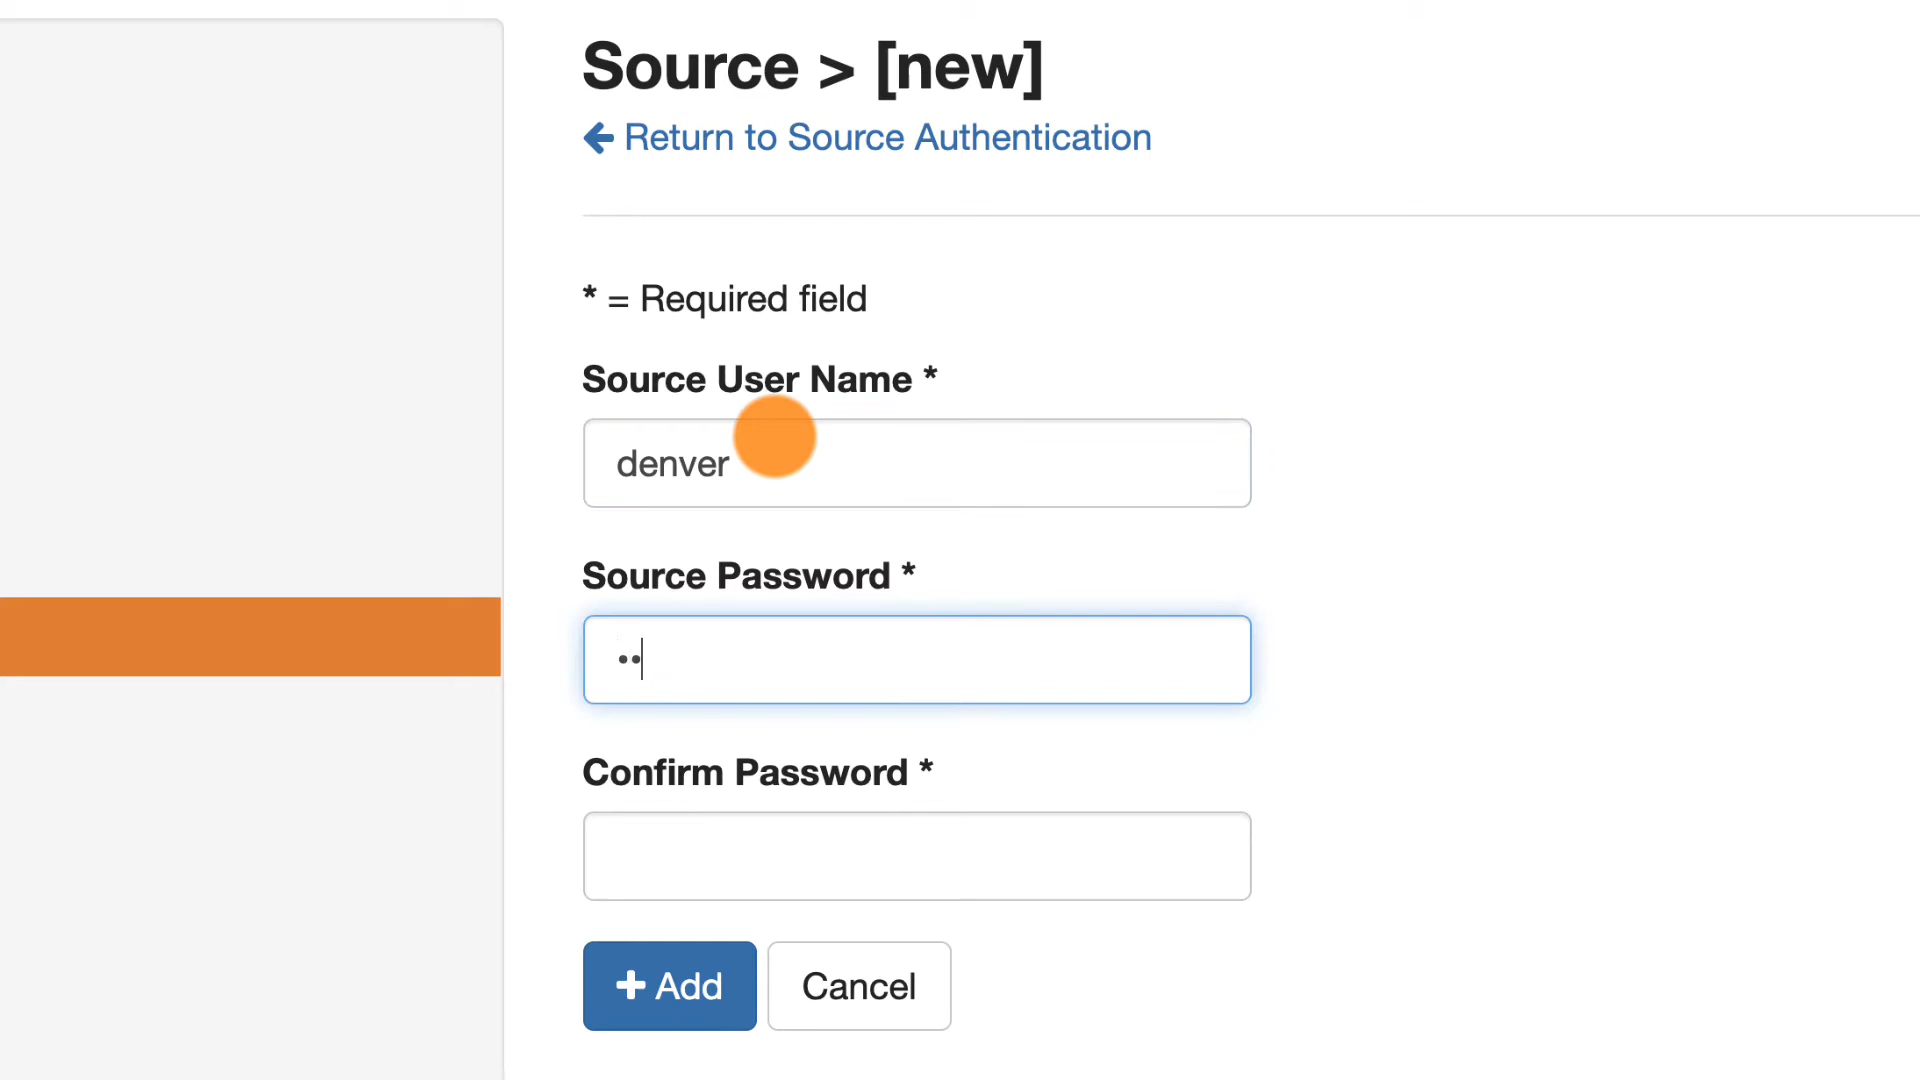 Source > [new]
Return to Source Authentication
* = Required field
Source User Name *
denver
Source Password *
••
Confirm Password *
Add
Cancel